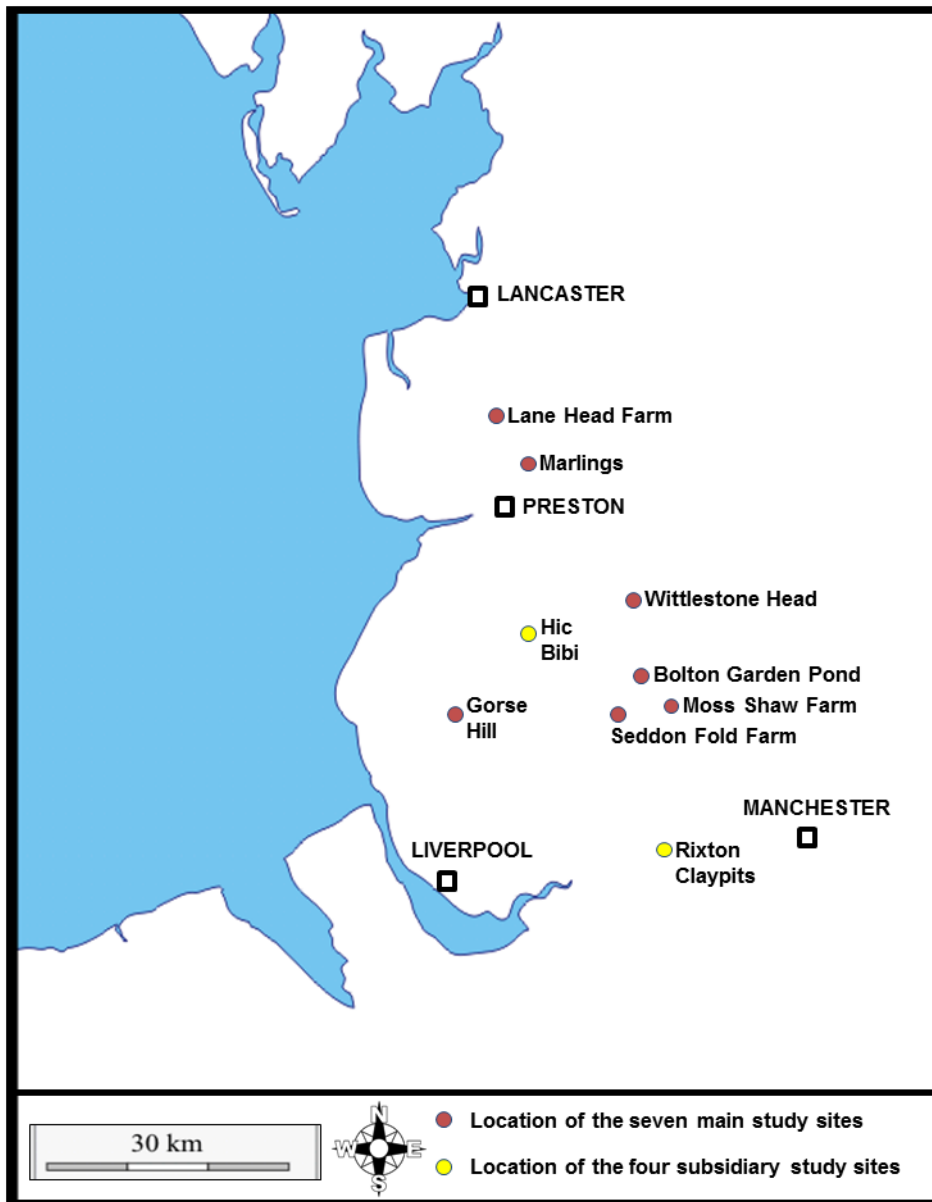 LANCASTER
Lane Head Farm
Marlings
PRESTON
Wittlestone Head
Hic
Bibi
Bolton Garden Pond
Moss Shaw Farm
Gorse
Hill
Seddon Fold Farm
MANCHESTER
LIVERPOOL
Rixton
Claypits
30 km
N
W E
S
Location of the seven main study sites
Location of the four subsidiary study sites